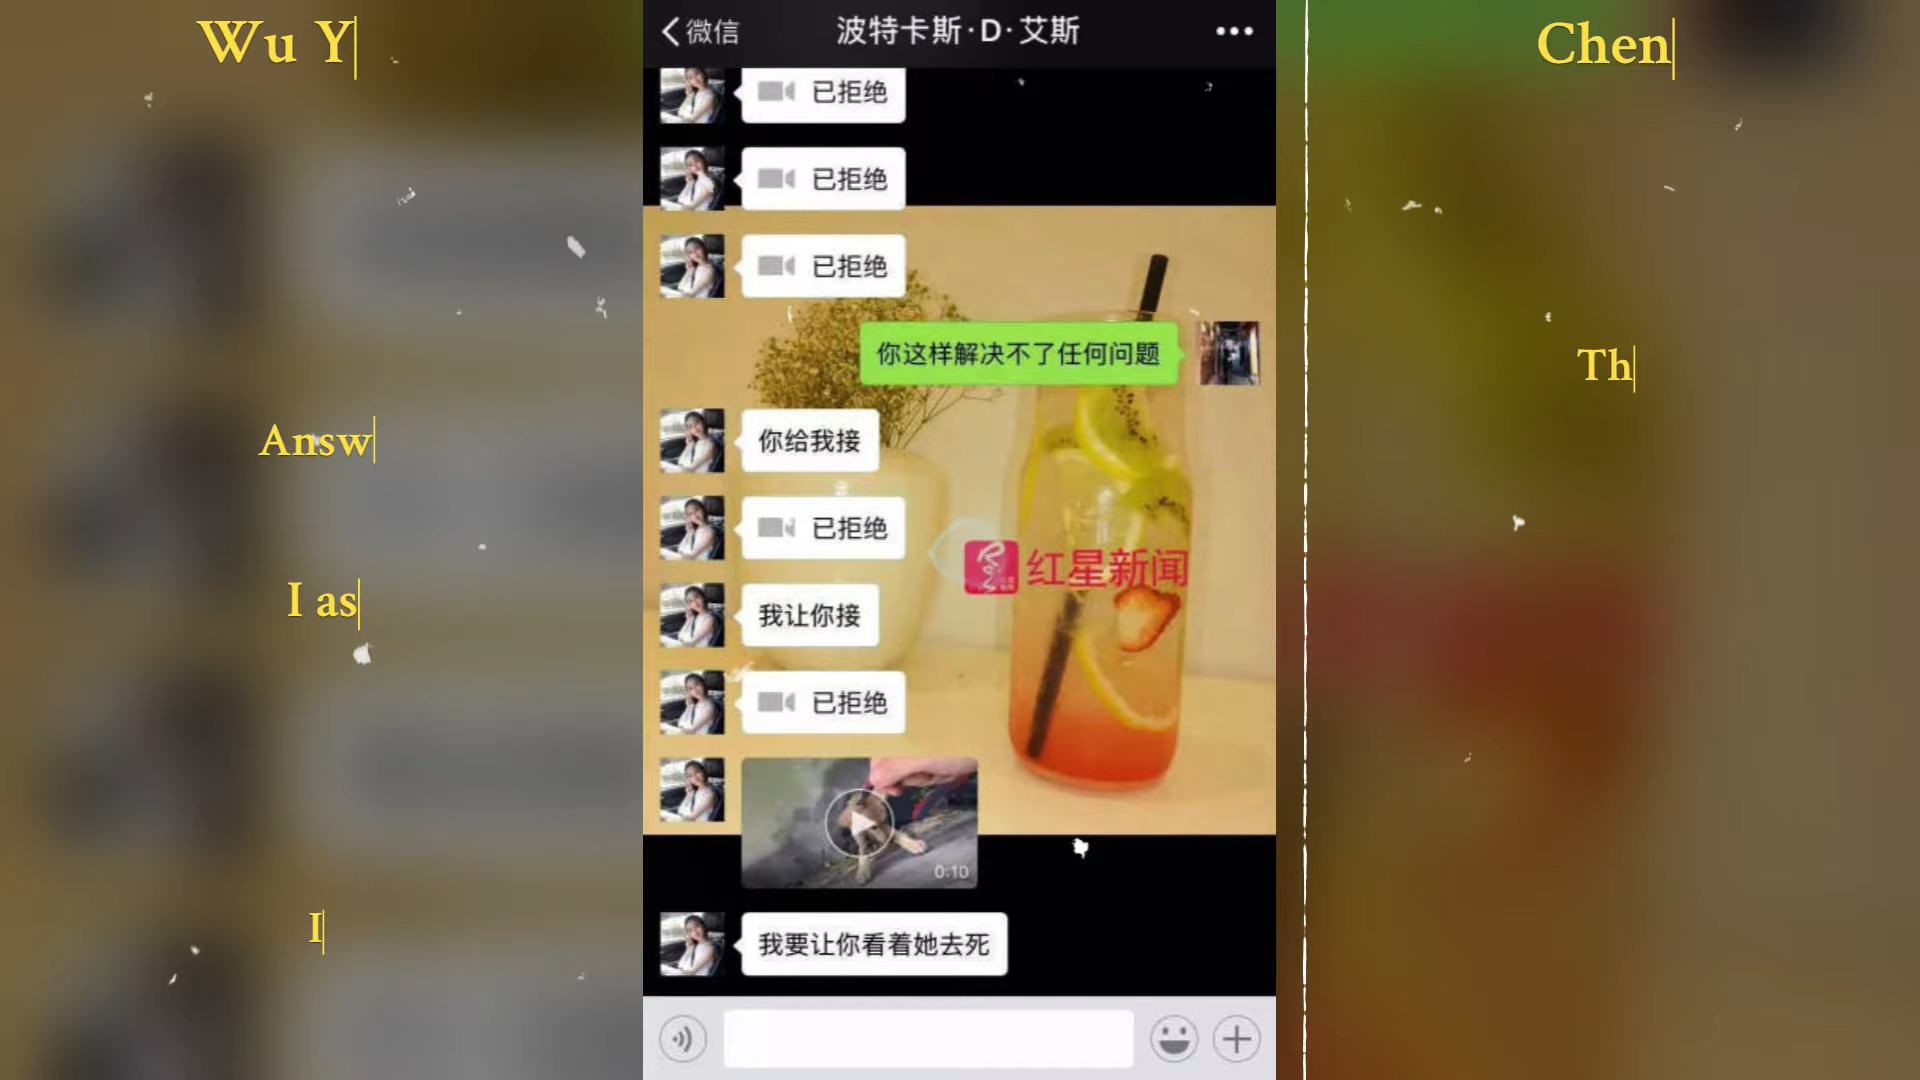 Wu Y
Chen
微信
波特卡斯·D·艾斯
已拒绝
已拒绝
已拒绝
你这样解决不了任何问题
Th
你给我接
Answ
已拒绝
红星新闻
我让你接
I as
已拒绝
0:10
我要让你看着她去死
I